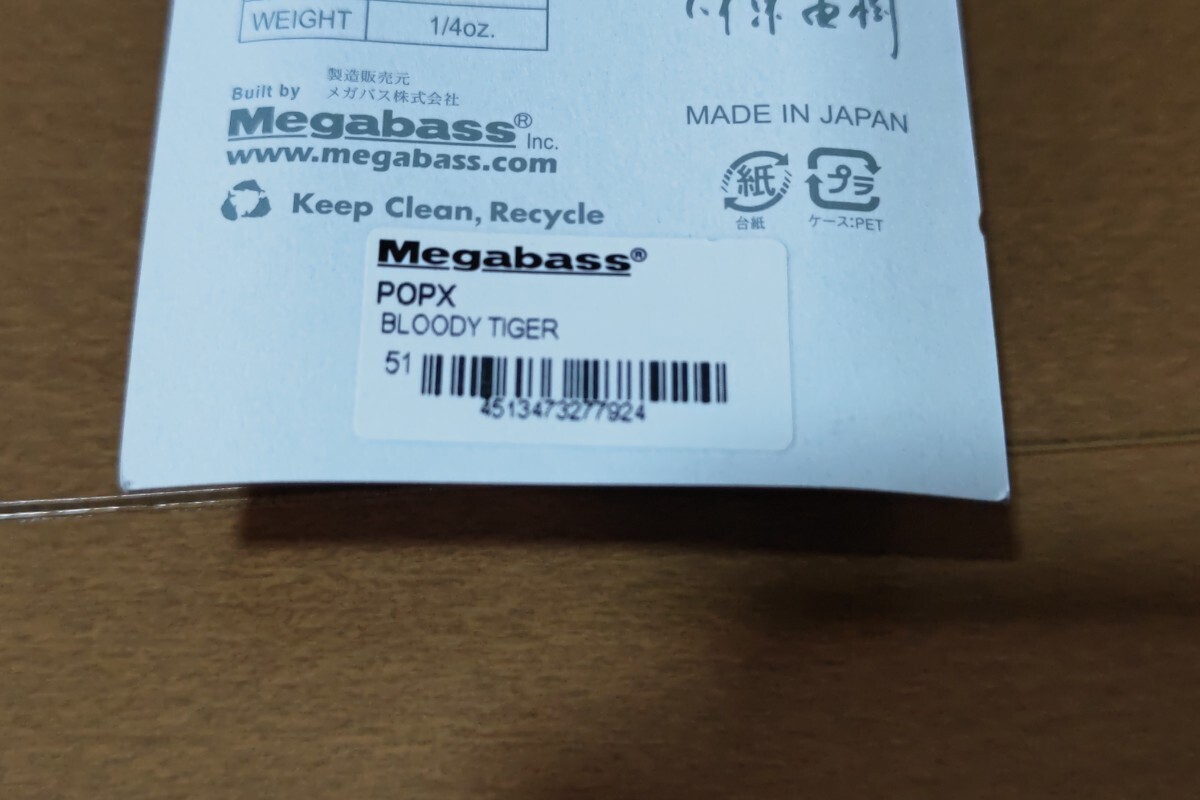 WEIGHT 1/4oz.
Built by 製造販売元
メガバス株式会社
Megabass® Inc.
www.megabass.com
Keep Clean, Recycle
MADE IN JAPAN
紙 プラ
台紙 ケース:PET
Megabass®
POPX
BLOODY TIGER
51
4513473277924